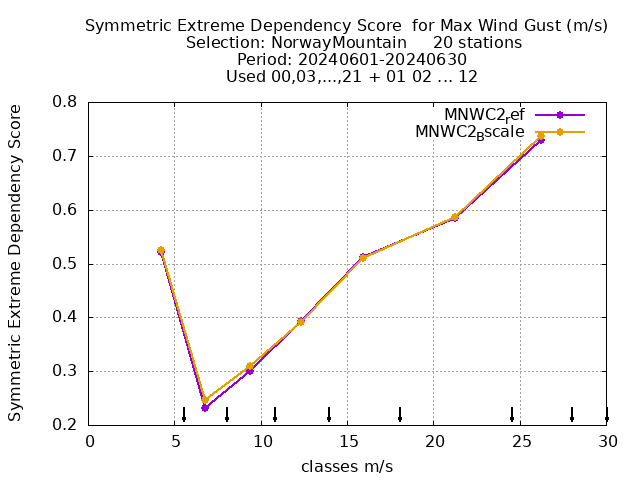 Symmetric Extreme Dependency Score  for Max Wind Gust (m/s)
Selection: NorwayMountain     20 stations
Period: 20240601-20240630
Used 00,03,...,21 + 01 02 ... 12
Symmetric Extreme Dependency Score
0.8
0.7
0.6
0.5
0.4
0.3
0.2
MNWC2ref
MNWC2Bscale
0 5 10 15 20 25 30
classes m/s